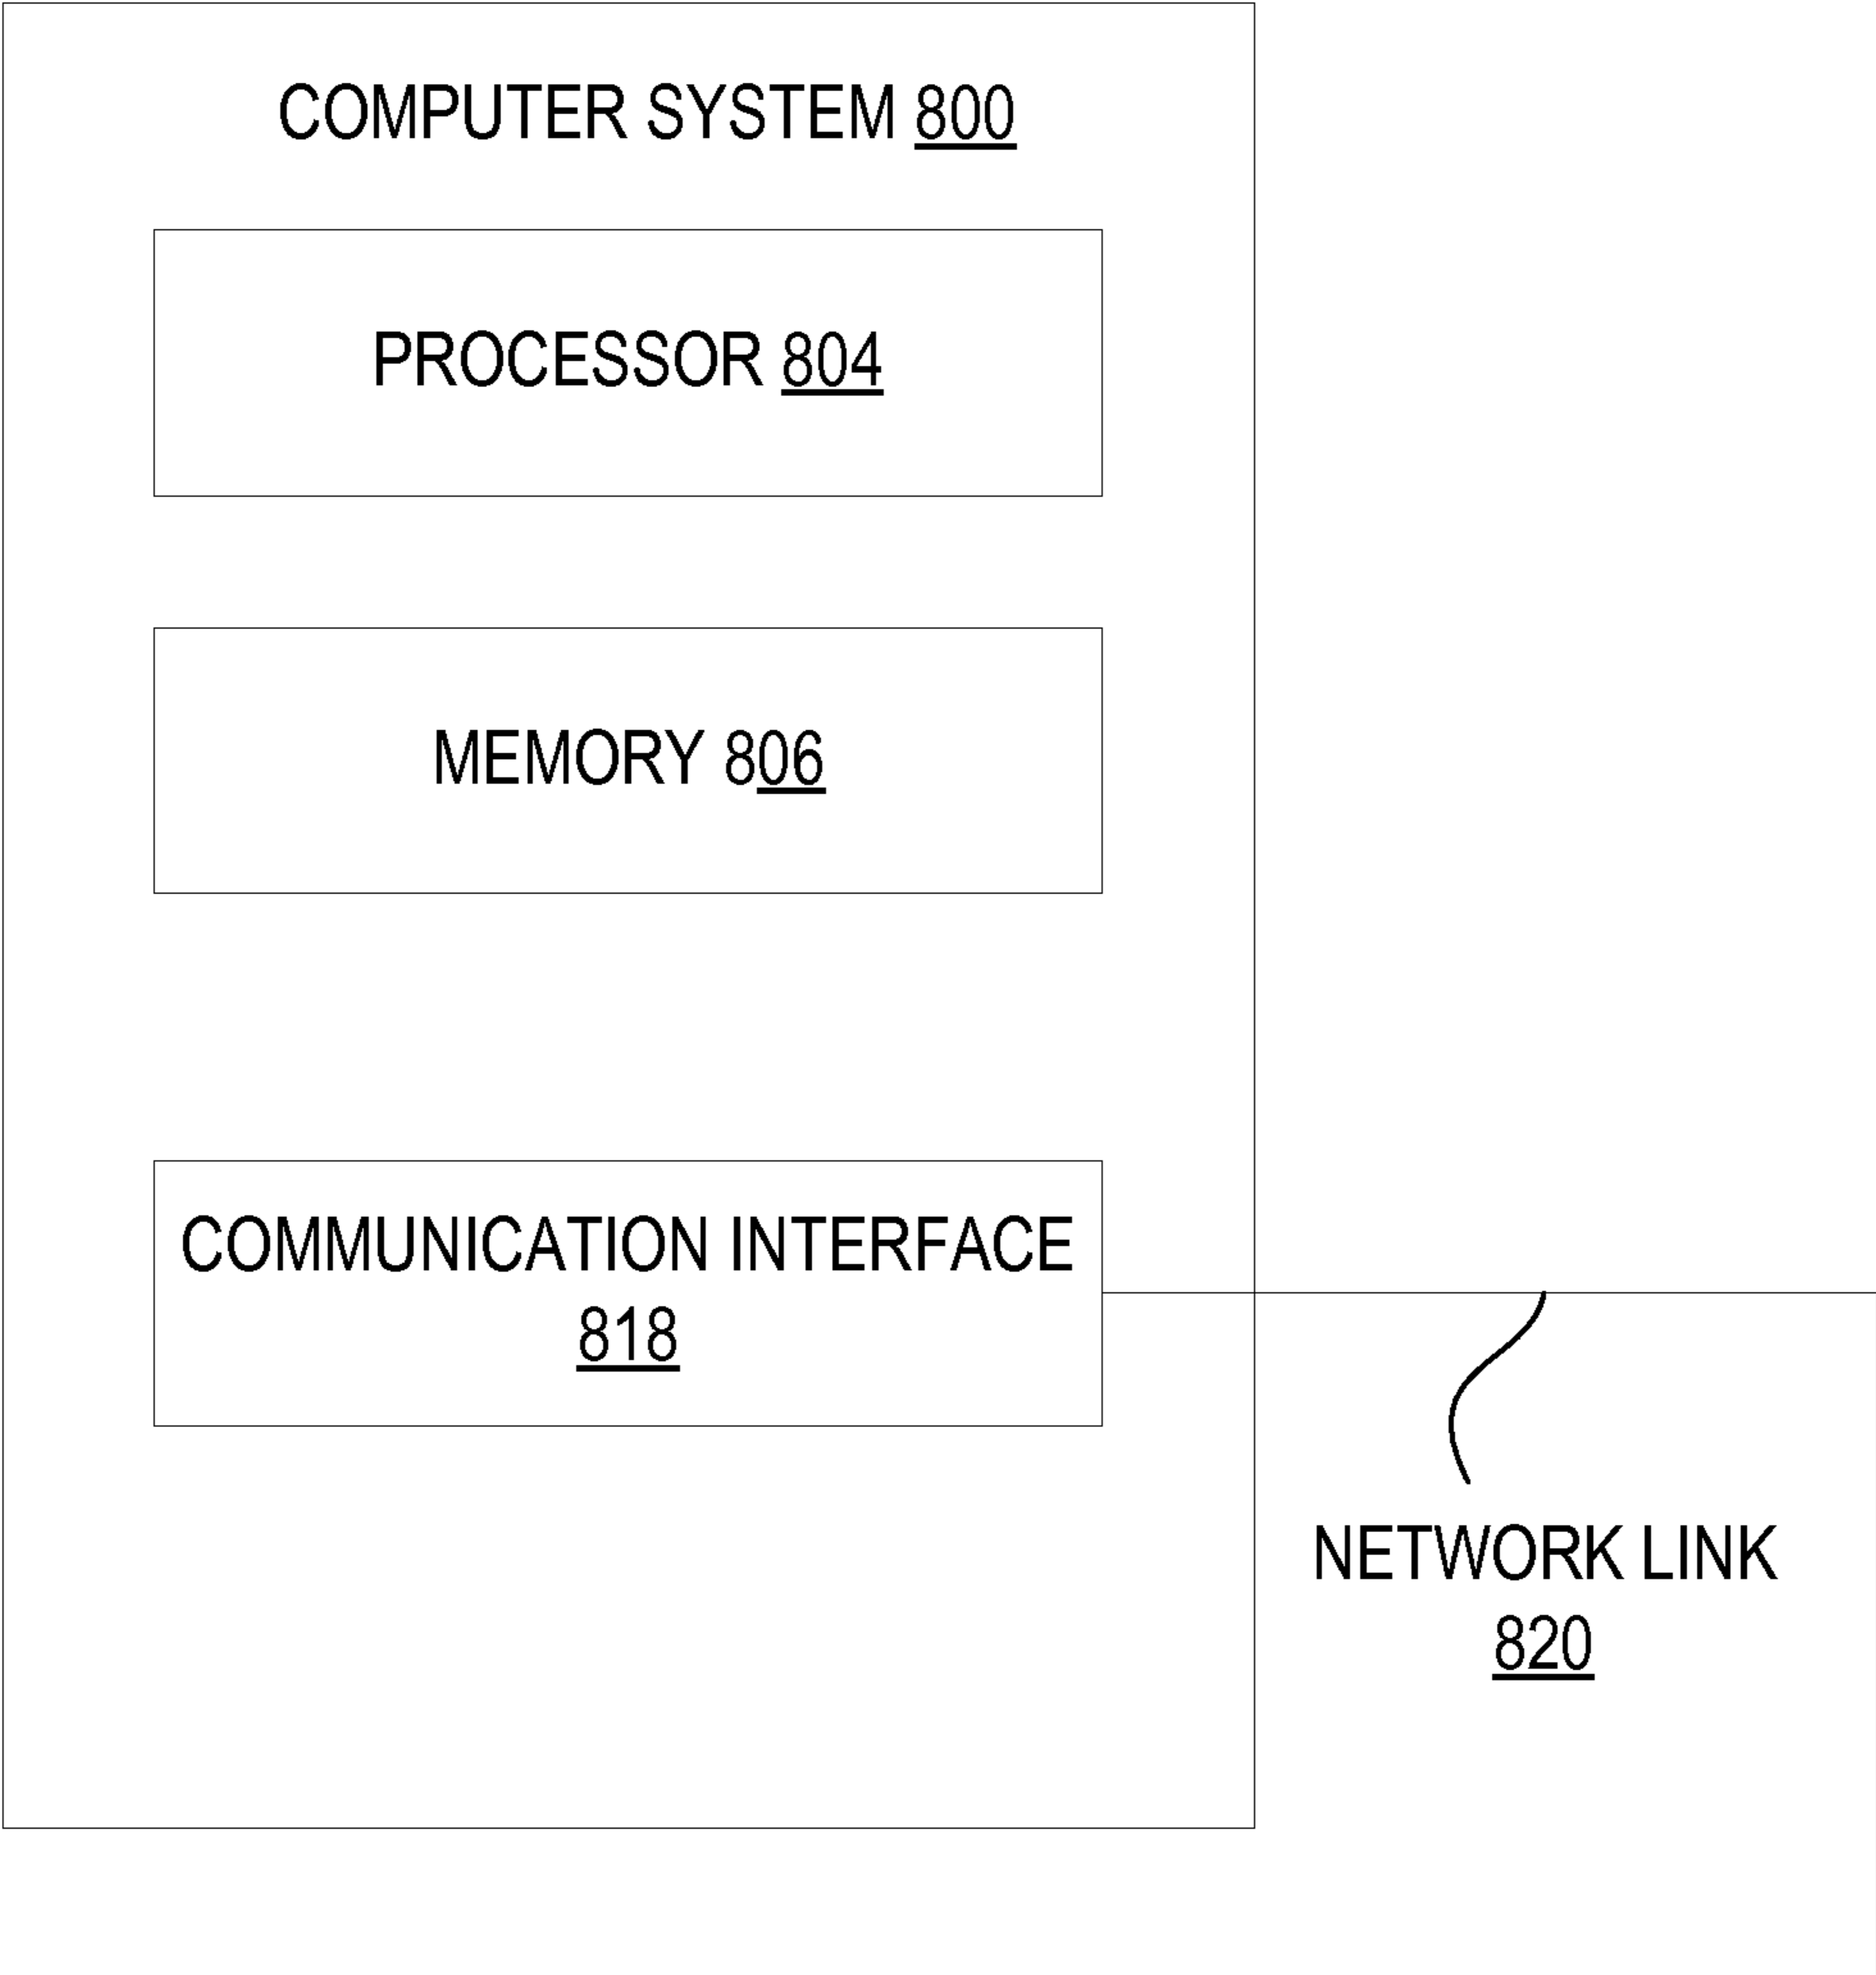 COMPUTER SYSTEM 800
PROCESSOR 804
MEMORY 806
COMMUNICATION INTERFACE
818
NETWORK LINK
820